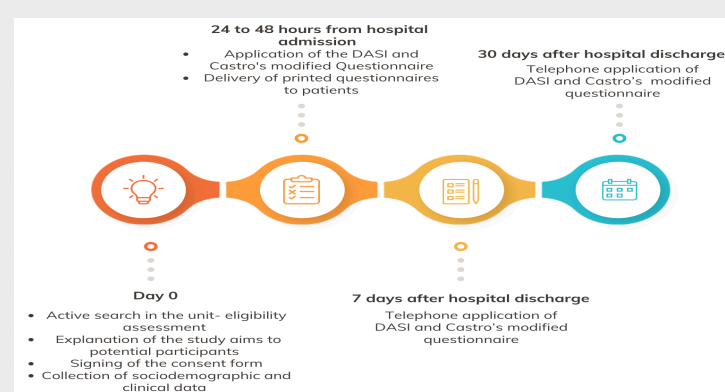 24 to 48 hours from hospital
admission
• Application of the DASI and
Castro's modified Questionnaire
• Delivery of printed questionnaires
to patients
30 days after hospital discharge
Telephone application of
DASI and Castro’s modified
questionnaire
Day 0
• Active search in the unit- eligibility
assessment
• Explanation of the study aims to
potential participants
• Signing of the consent form
• Collection of sociodemographic and
clinical data
7 days after hospital discharge
Telephone application of
DASI and Castro’s modified
questionnaire